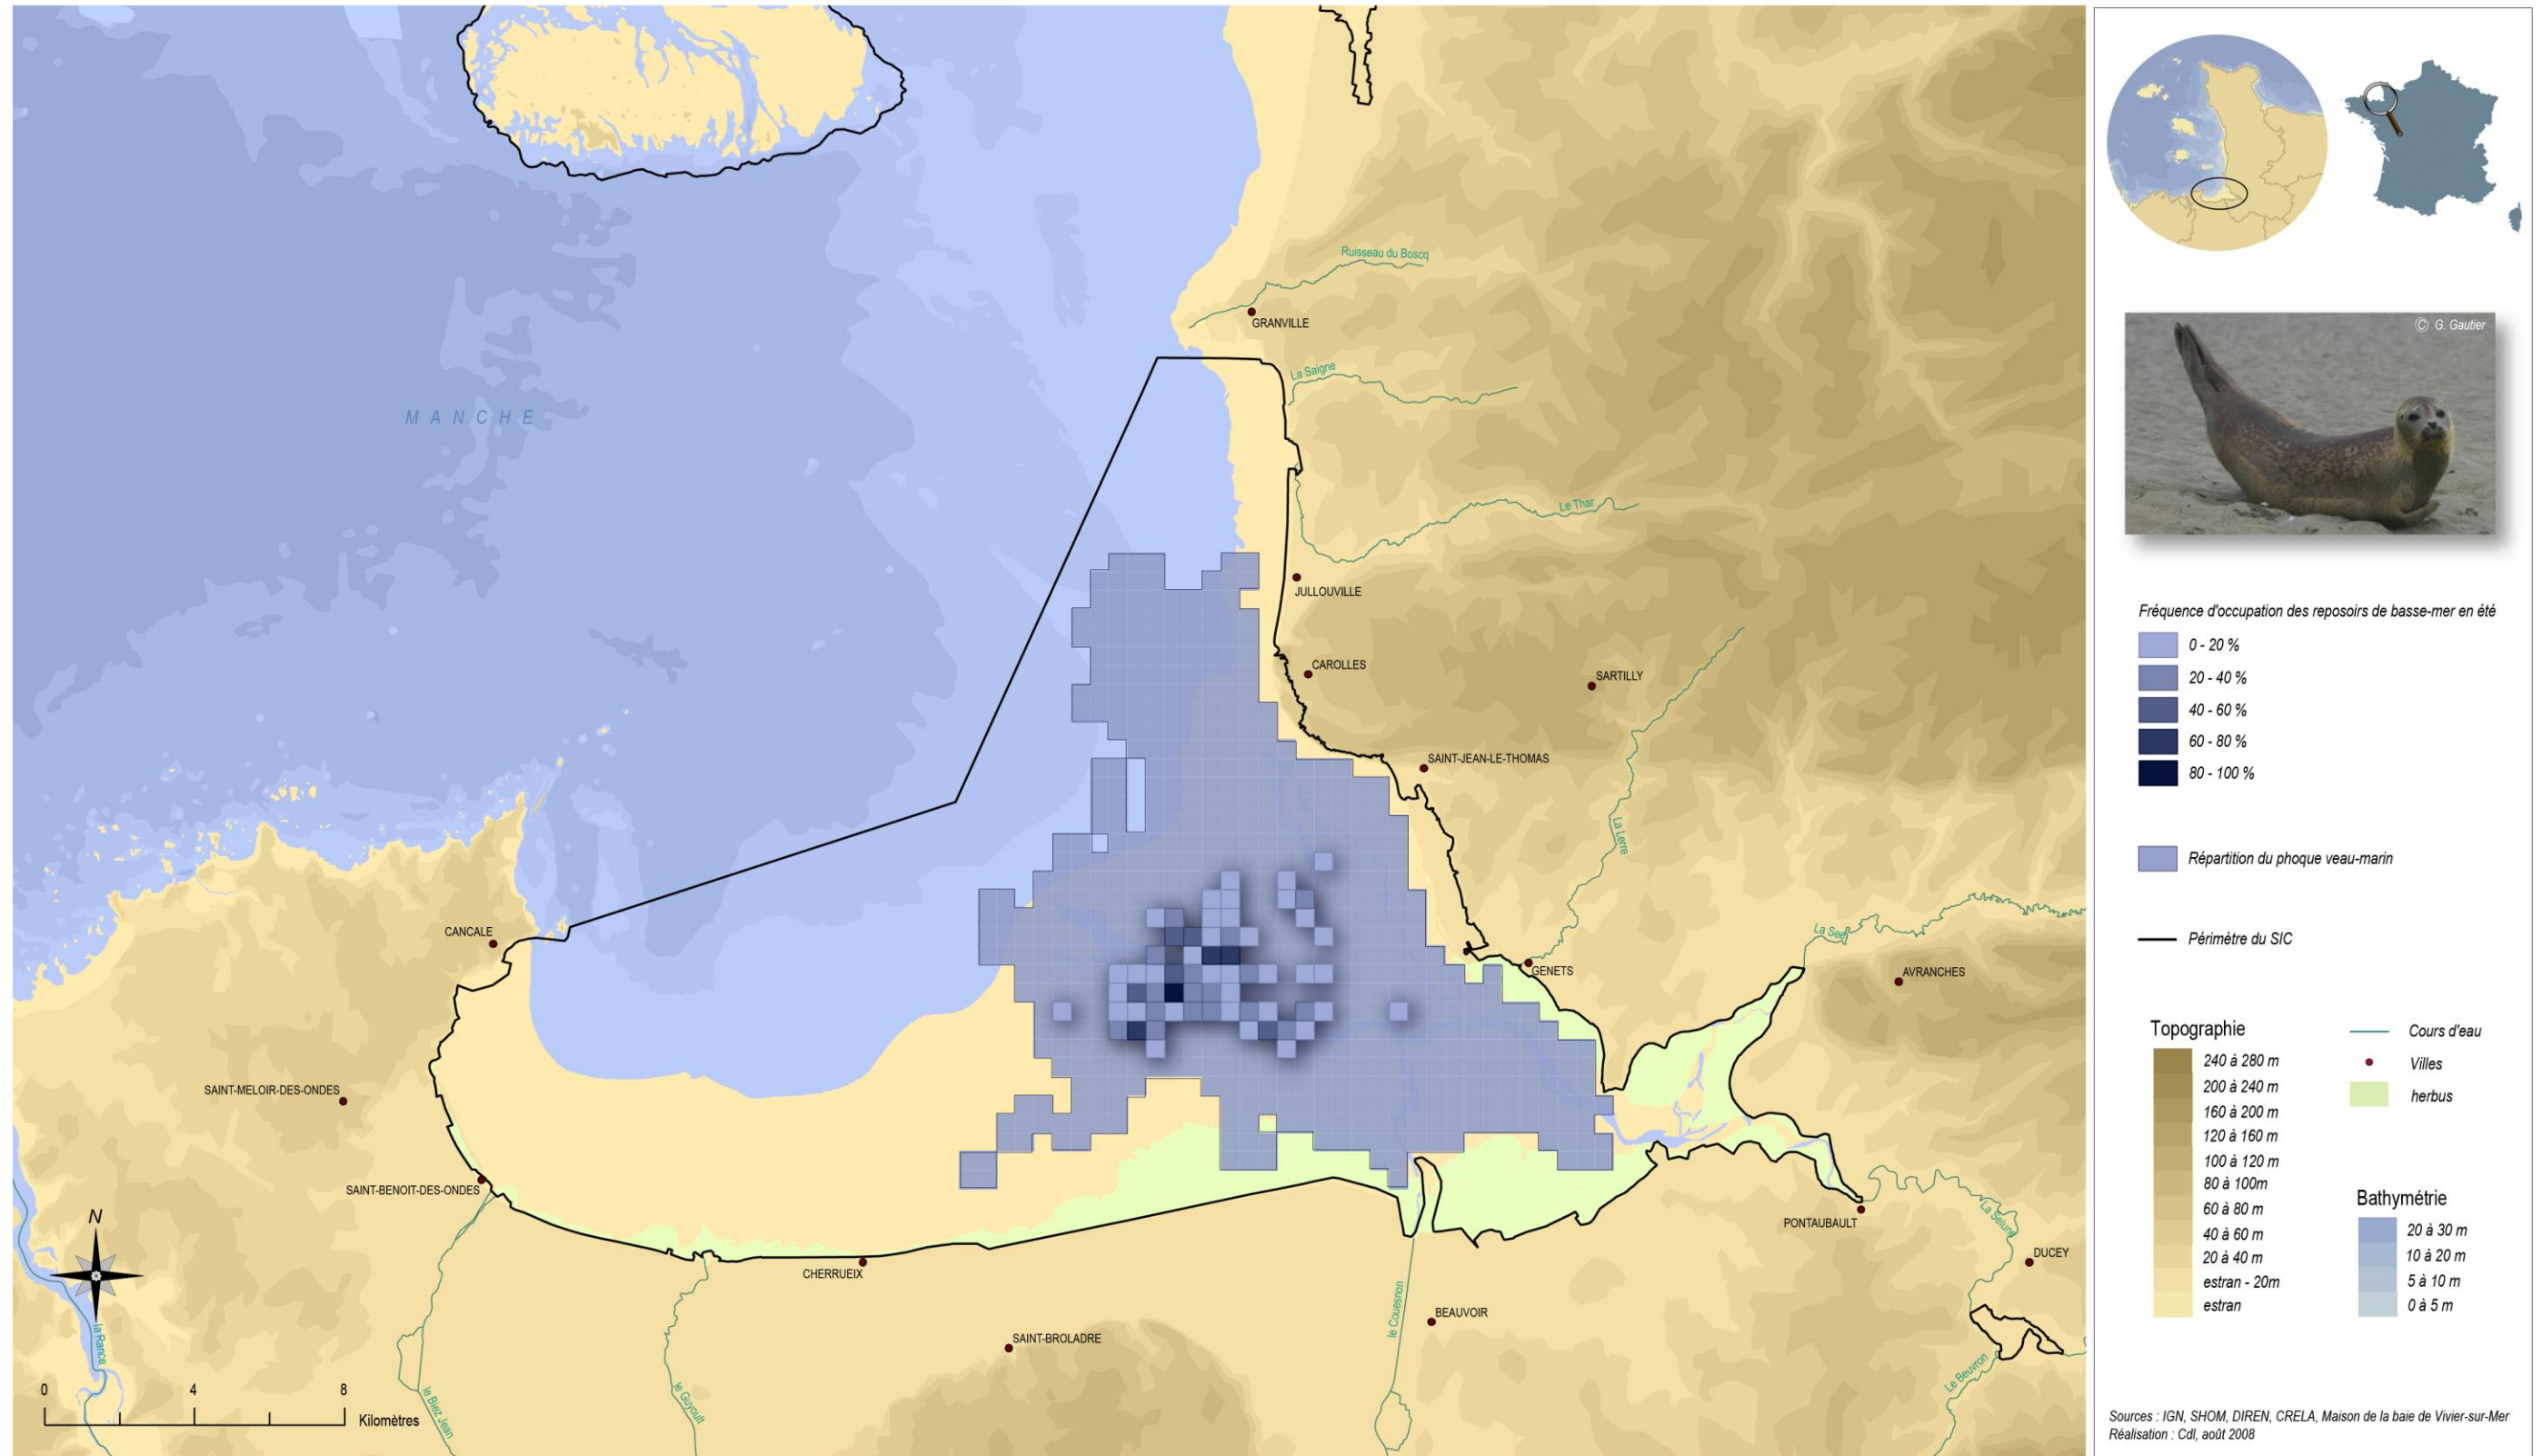 Ruisseau du Boscq
GRANVILLE
La Saigne
MANCHE
Le Thar
JULLOUVILLE
CAROLLES
SARTILLY
SAINT-JEAN-LE-THOMAS
La Lerre
CANCALE
La See
GENETS
AVRANCHES
SAINT-MELOIR-DES-ONDES
SAINT-BENOIT-DES-ONDES
PONTAUBAULT
La Selune
DUCEY
CHERRUEIX
le Couesnon
BEAUVOIR
SAINT-BROLADRE
Le Beuvron
la Rance
le Biez Jean
le Guyoult
N
0 4 8
Kilomètres
© G. Gautier
Fréquence d'occupation des reposoirs de basse-mer en été
0 - 20 %
20 - 40 %
40 - 60 %
60 - 80 %
80 - 100 %
Répartition du phoque veau-marin
Périmètre du SIC
Topographie
240 à 280 m
200 à 240 m
160 à 200 m
120 à 160 m
100 à 120 m
80 à 100m
60 à 80 m
40 à 60 m
20 à 40 m
estran - 20m
estran
Cours d'eau
Villes
herbus
Bathymétrie
20 à 30 m
10 à 20 m
5 à 10 m
0 à 5 m
Sources : IGN, SHOM, DIREN, CRELA, Maison de la baie de Vivier-sur-Mer
Réalisation : Cdl, août 2008